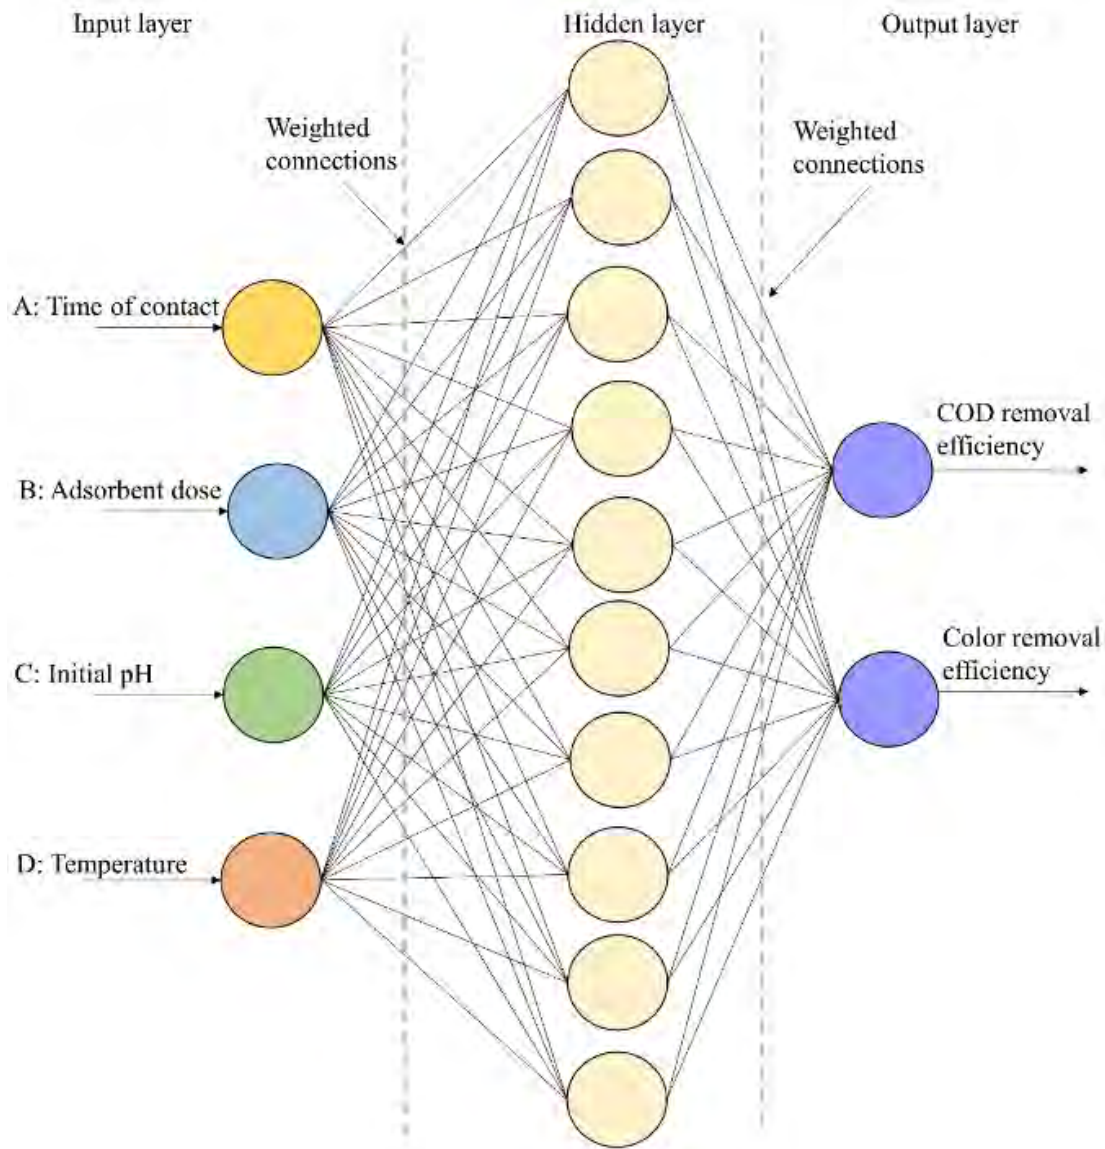 Input layer
Hidden layer
Output layer
Weighted
connections
Weighted
connections
A: Time of contact
B: Adsorbent dose
C: Initial pH
D: Temperature
COD removal
efficiency
Color removal
efficiency